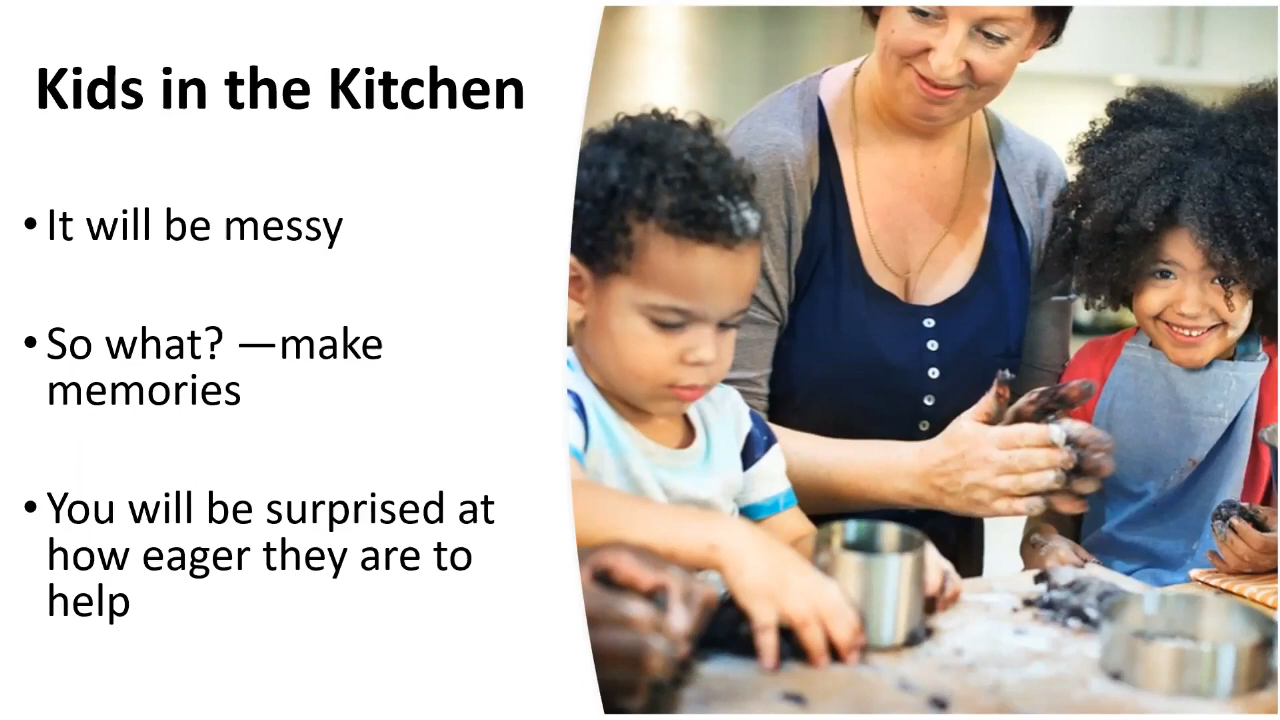 Kids in the Kitchen
• It will be messy
• So what? —make
memories
• You will be surprised at
how eager they are to
help